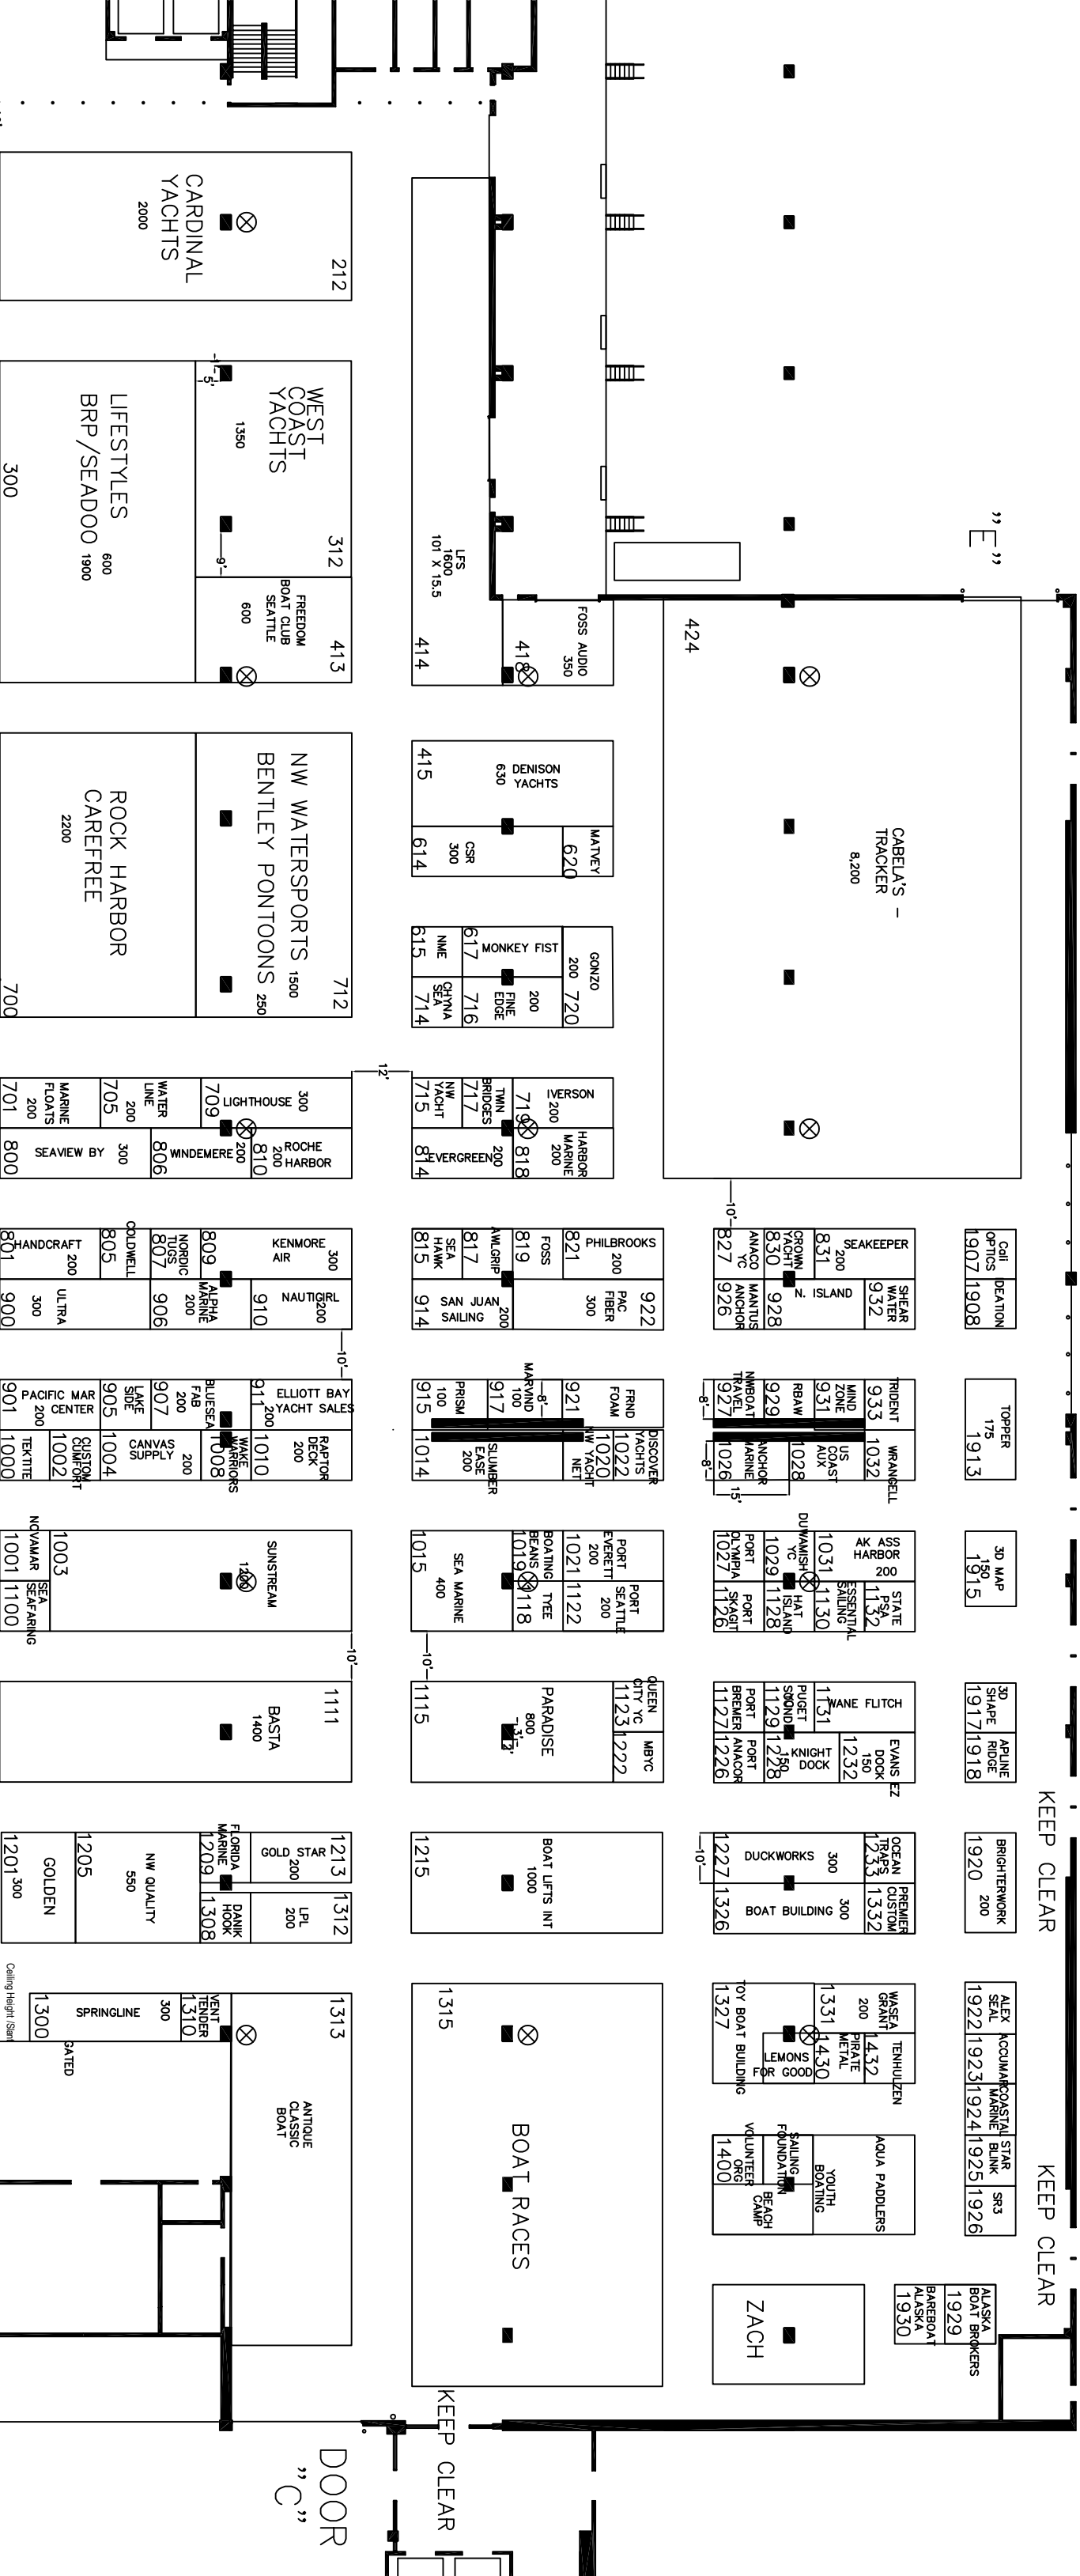 "E"
CARDINAL
YACHTS
2000
212
WEST
COAST
YACHTS
1350
312
1'
5'
9'
LIFESTYLES
BRP/SEADOO
600
1900
300
FREEDOM
BOAT CLUB
SEATTLE
600
413
LFS
1600
101 X 15.5
414
FOSS AUDIO
350
418
424
CABELA'S -
TRACKER
8,200
NW WATERSPORTS 1500
BENTLEY PONTOONS 250
712
ROCK HARBOR
CAREFREE
2200
700
415
DENISON
YACHTS
630
CSR
300
614
MATVEY
620
NME
615
MONKEY FIST
617
GONZO
200
720
CHYNA
SEA
714
FINE
EDGE
200
716
12'
MARINE
FLOATS
200
701
WATER
LINE
200
705
LIGHTHOUSE 300
709
SEAVIEW BY 300
800
WINDEMERE 200
806
ROCHE
HARBOR
200
810
NW
YACHT
715
TWIN
BRIDGES
717
IVERSON
200
719
EVERGREEN 200
814
HARBOR
MARINE
200
818
10'
HANDCRAFT
200
801
COLDWELL
805
NORDIC
TUGS
807
KENMORE
AIR
300
809
ULTRA
300
900
ALPHA
MARINE
200
906
NAUTIGIRL
200
910
SEA
HAWK
815
AWLGRIP
817
FOSS
819
PHILBROOKS
200
821
SAN JUAN
SAILING
200
914
PAC
FIBER
300
922
ANACO
YC
827
CROWN
YACHT
830
SEAKEEPER
200
831
MANTUS
ANCHOR
926
N. ISLAND
928
SHEAR
WATER
932
Cali
OPTICS
1907
IDEATION
1908
10'
PACIFIC MAR
CENTER
200
901
LAKE
SIDE
905
FAB
200
907
BLUESEA
ELLIOTT BAY
YACHT SALES
200
911
TEKTITE
1000
CUSTOM
COMFORT
1002
CANVAS
SUPPLY
200
1004
WAKE
WARRIORS
1008
RAPTOR
DECK
200
1010
PRISM
100
915
MARVIND
100
917
8'
FRND
FOAM
921
SLUMBER
EASE
200
1014
NW YACHT
NET
1020
DISCOVER
YACHTS
1022
NWBOAT
TRAVEL
927
RBAW
929
MIND
ZONE
931
TRIDENT
933
8'
ANCHOR
MARINE
1026
US
COAST
AUX
1028
WRANGELL
1032
8'
15'
TOPPER
175
1913
NOVAMAR
1001
SEA
SEAFARING
1100
SUNSTREAM
1200
1003
10'
SEA MARINE
400
1015
BOATING
BEANS
1019
PORT
EVERETT
200
1021
TYEE
1118
PORT
SEATTLE
200
1122
10'
PORT
OLYMPIA
1027
DUWAMISH
YC
1029
AK ASS
HARBOR
200
1031
PORT
SKAGIT
1126
HAT
ISLAND
1128
ESSENTIAL
SAILING
1130
STATE
PSA
1132
3D MAP
150
1915
BASTA
1400
1111
PARADISE
800
1115
3'
2'
QUEEN
CITY YC
1123
MBYC
1222
PORT
BREMER
1127
PUGET
SOUND
1129
WANE FLITCH
1131
PORT
ANACOR
1226
KNIGHT
DOCK
150
1228
EVANS EZ
DOCK
150
1232
3D
SHAPE
1917
APLINE
RIDGE
1918
KEEP CLEAR
GOLDEN
300
1201
NW QUALITY
550
1205
FLORIDA
MARINE
1209
GOLD STAR
200
1213
DANIK
HOOK
1308
LPL
200
1312
BOAT LIFTS INT
1000
1215
10'
DUCKWORKS 300
1227
OCEAN
TRAPS
1233
BOAT BUILDING 300
1326
PREMIER
CUSTOM
1332
BRIGHTERWORK
200
1920
Ceiling Height /Slant
SPRINGLINE 300
1300
VENT
TENDER
1310
GATED
ANTIQUE
CLASSIC
BOAT
1313
BOAT RACES
1315
TOY BOAT BUILDING
1327
WASEA
GRANT
200
1331
LEMONS
FOR GOOD
PIRATE
METAL
1430
TENHULZEN
1432
ALEX
SEAL
1922
ACCUMAR
1923
COASTAL
MARINE
1924
STAR
BLINK
1925
SR3
1926
VOLUNTEER
ORG
1400
SAILING
FOUNDATION
BEACH
CAMP
YOUTH
BOATING
AQUA PADDLERS
KEEP CLEAR
ZACH
ALASKA
BOAT BROKERS
1929
BAREBOAT
ALASKA
1930
KEEP CLEAR
DOOR
"C"